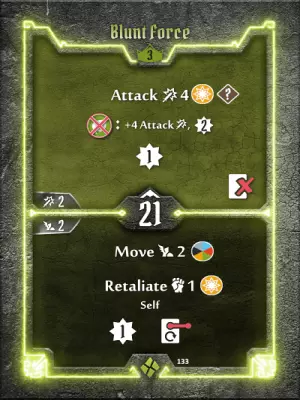 Blunt Force
3
Attack 4
: +4 Attack , 2
1
2
21
2
Move 2
Retaliate 1
Self
1
133